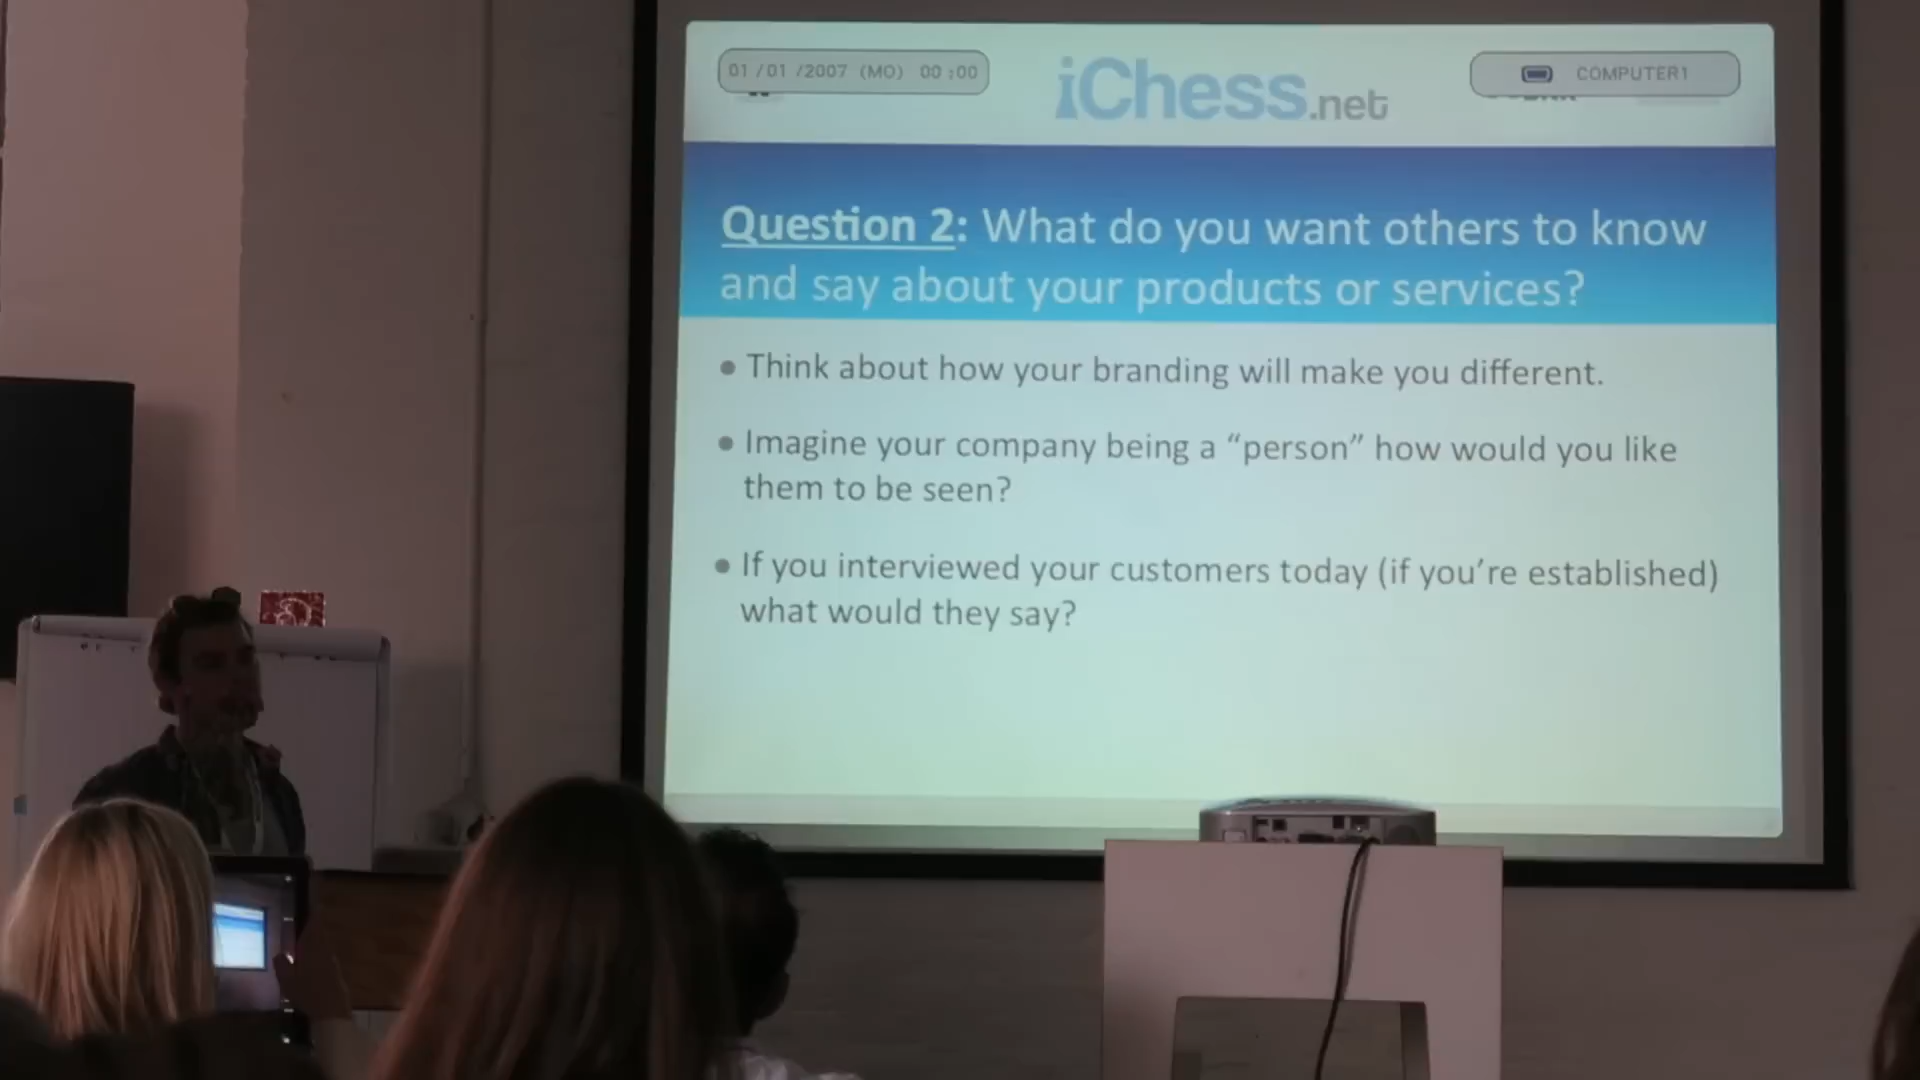 01 /01 /2007 (MO) 00 :00
iChess.net
COMPUTER1
Question 2: What do you want others to know
and say about your products or services?
• Think about how your branding will make you different.
• Imagine your company being a “person” how would you like
them to be seen?
• If you interviewed your customers today (if you’re established)
what would they say?